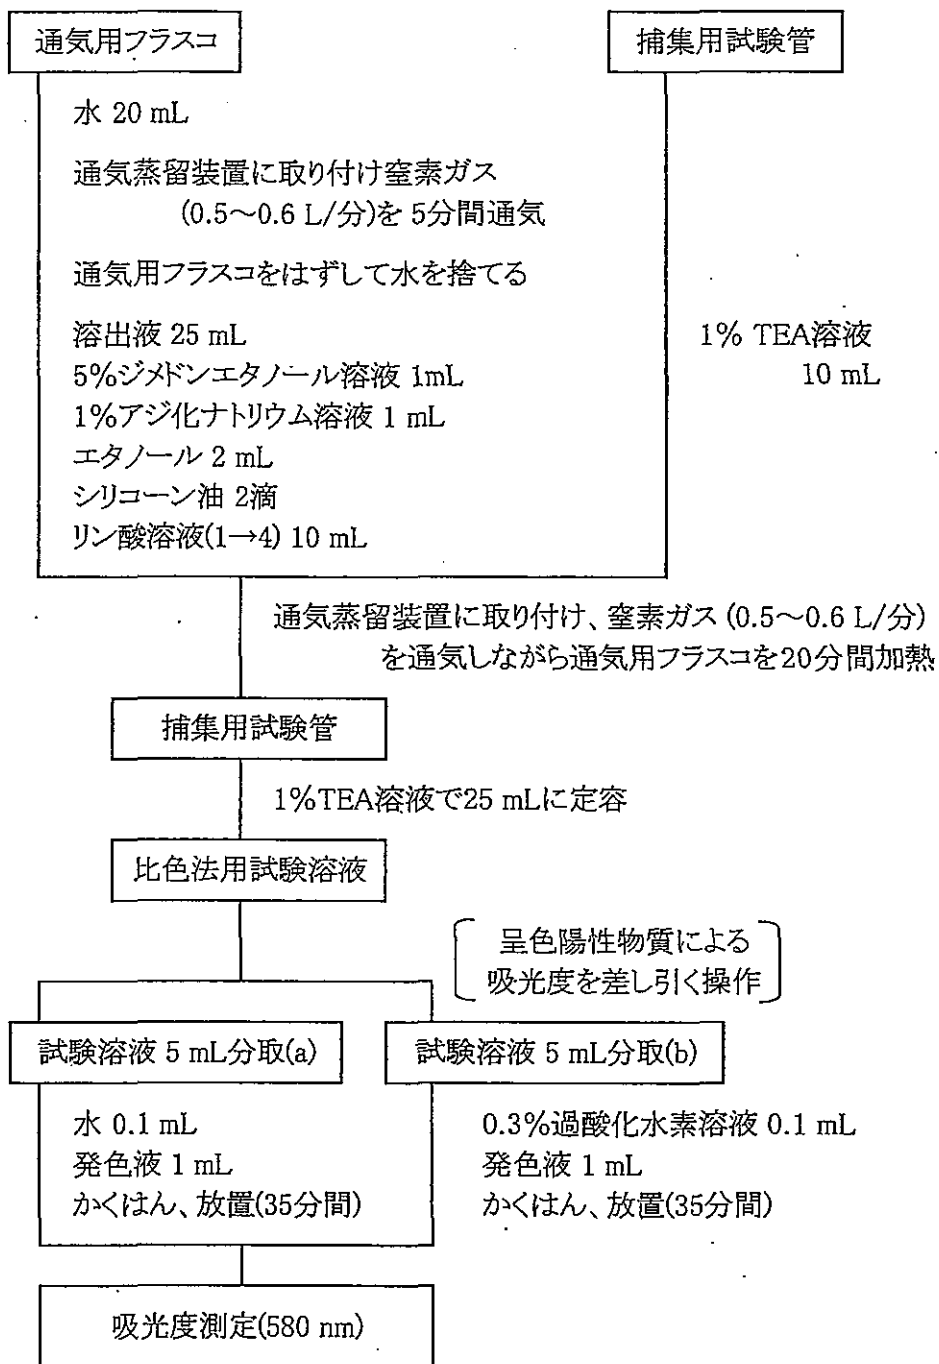 通気用フラスコ
捕集用試験管
水 20 mL
通気蒸留装置に取り付け窒素ガス
(0.5～0.6 L/分)を 5分間通気
通気用フラスコをはずして水を捨てる
溶出液 25 mL
5%ジメドンエタノール溶液 1mL
1%アジ化ナトリウム溶液 1 mL
エタノール 2 mL
シリコーン油 2滴
リン酸溶液(1→4) 10 mL
1% TEA溶液
10 mL
通気蒸留装置に取り付け、窒素ガス (0.5～0.6 L/分)
を通気しながら通気用フラスコを20分間加熱
捕集用試験管
1%TEA溶液で25 mLに定容
比色法用試験溶液
呈色陽性物質による
吸光度を差し引く操作
試験溶液 5 mL分取(a)
試験溶液 5 mL分取(b)
水 0.1 mL
発色液 1 mL
かくはん、放置(35分間)
0.3%過酸化水素溶液 0.1 mL
発色液 1 mL
かくはん、放置(35分間)
吸光度測定(580 nm)